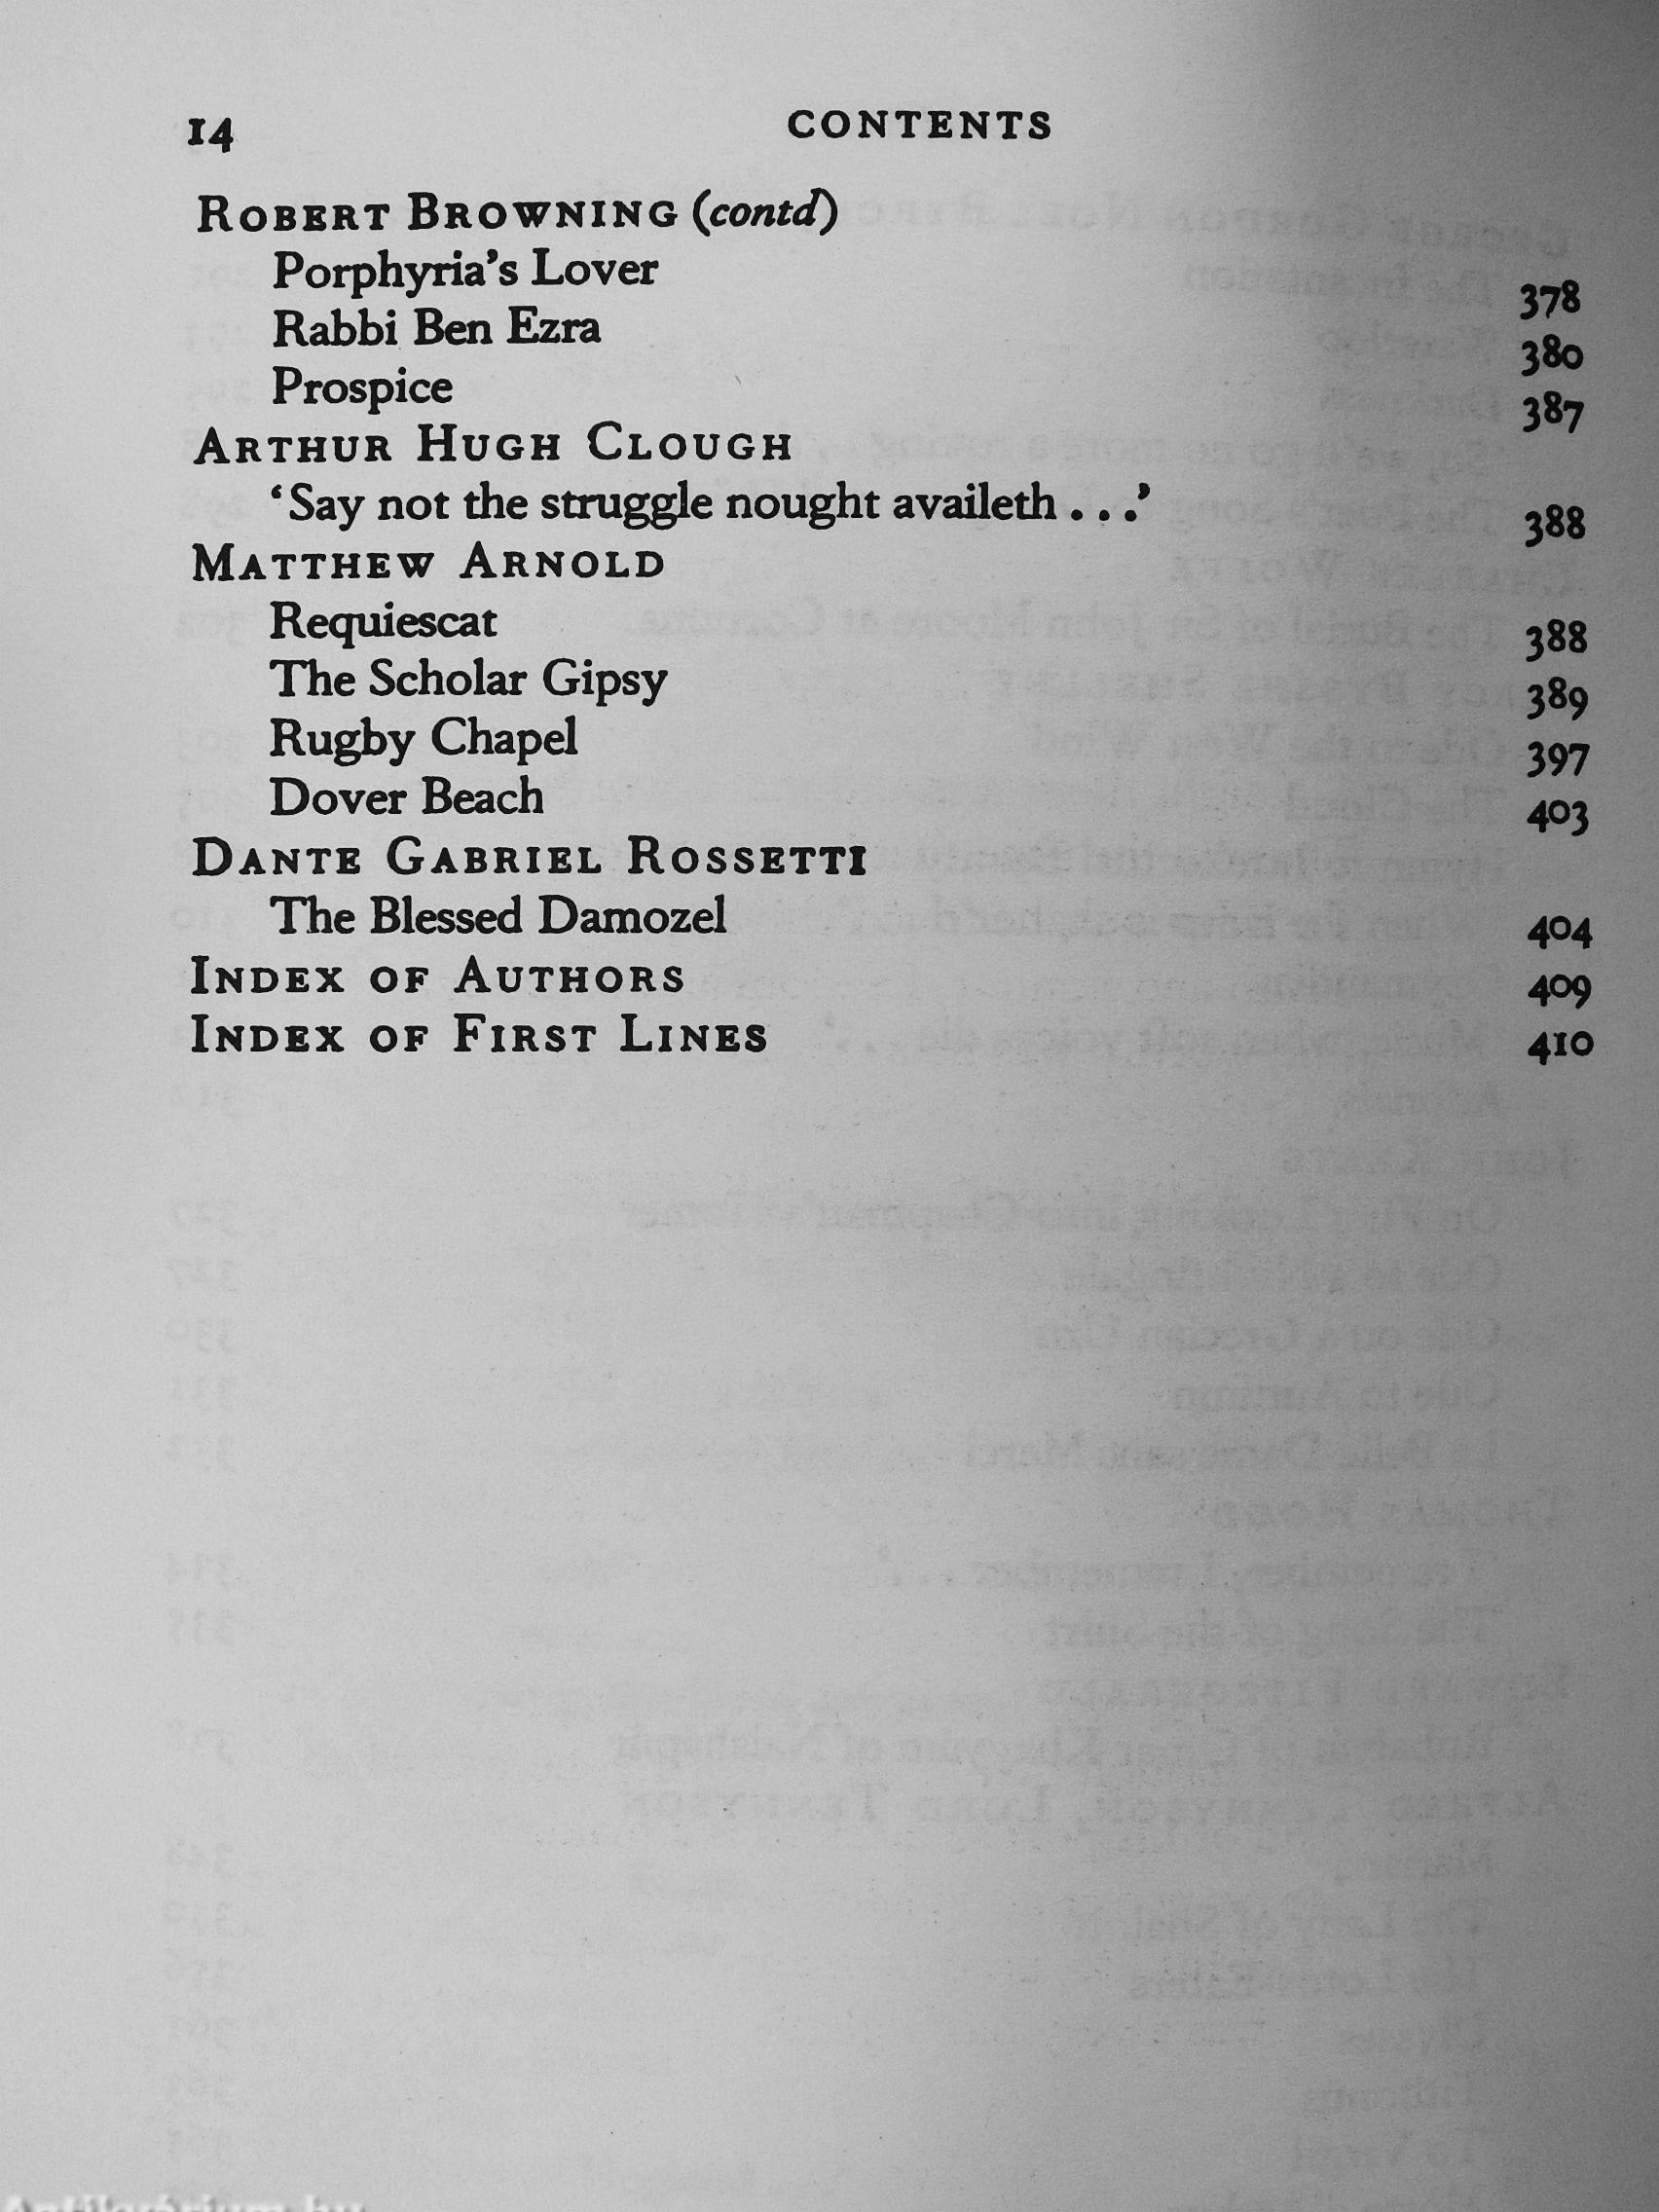 14 CONTENTS
ROBERT BROWNING (contd)
Porphyria's Lover 378
Rabbi Ben Ezra 380
Prospice 387
ARTHUR HUGH CLOUGH
‘Say not the struggle nought availeth . . .’ 388
MATTHEW ARNOLD
Requiescat 388
The Scholar Gipsy 389
Rugby Chapel 397
Dover Beach 403
DANTE GABRIEL ROSSETTI
The Blessed Damozel 404
INDEX OF AUTHORS 409
INDEX OF FIRST LINES 410